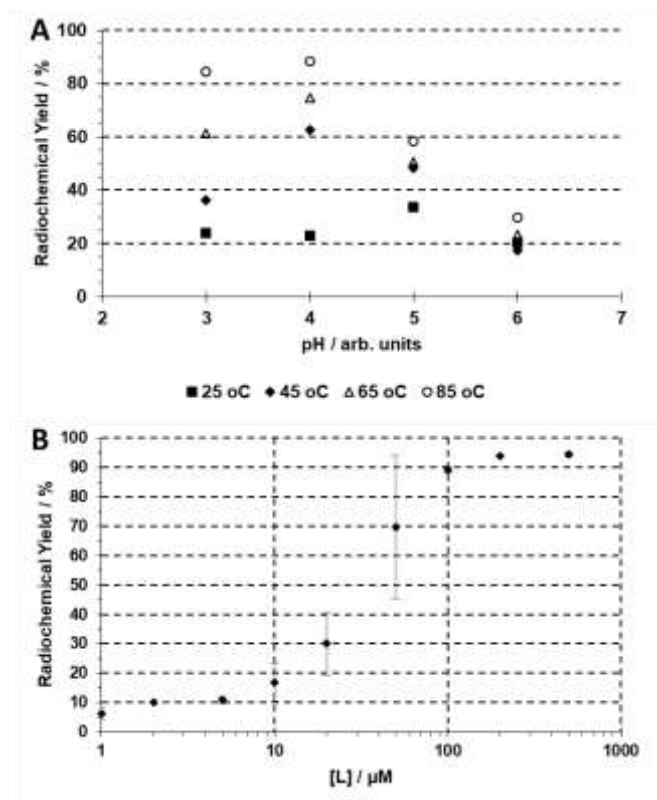 A
100
80
60
40
20
0
Radiochemical Yield / %
2 3 4 5 6 7
pH / arb. units
■ 25 oC ◆ 45 oC △ 65 oC ○ 85 oC
B
100
90
80
70
60
50
40
30
20
10
0
Radiochemical Yield / %
1 10 100 1000
[L] / µM